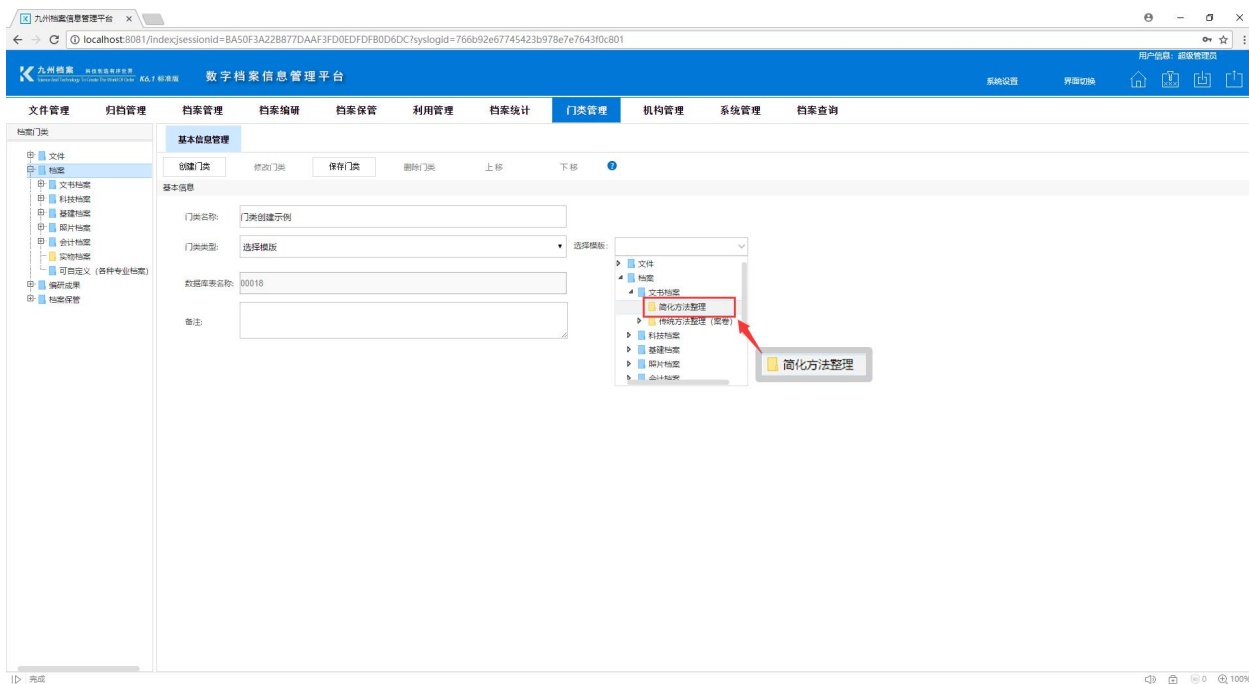 九州档案信息管理平台
localhost:8081/index;jsessionid=BA50F3A22B877DAAF3FD0EDFDFB0D6DC?syslogid=766b92e67745423b978e7e7643f0c801
用户信息: 超级管理员
九州档案 科技创造有序世界 K6.1 标准版 数字档案信息管理平台 系统设置 界面切换
文件管理 归档管理 档案管理 档案编研 档案保管 利用管理 档案统计 门类管理 机构管理 系统管理 档案查询
档案门类
基本信息管理
创建门类 修改门类 保存门类 删除门类 上移 下移
基本信息
文件
档案
文书档案
科技档案
基建档案
照片档案
会计档案
实物档案
可自定义 (各种专业档案)
编研成果
档案保管
门类名称: 门类创建示例
门类类型: 选择模版 选择模版:
数据库表名称: 00018
备注:
文件
档案
文书档案
简化方法整理
传统方法整理 (案卷)
科技档案
基建档案
照片档案
会计档案
简化方法整理
完成 0 100%